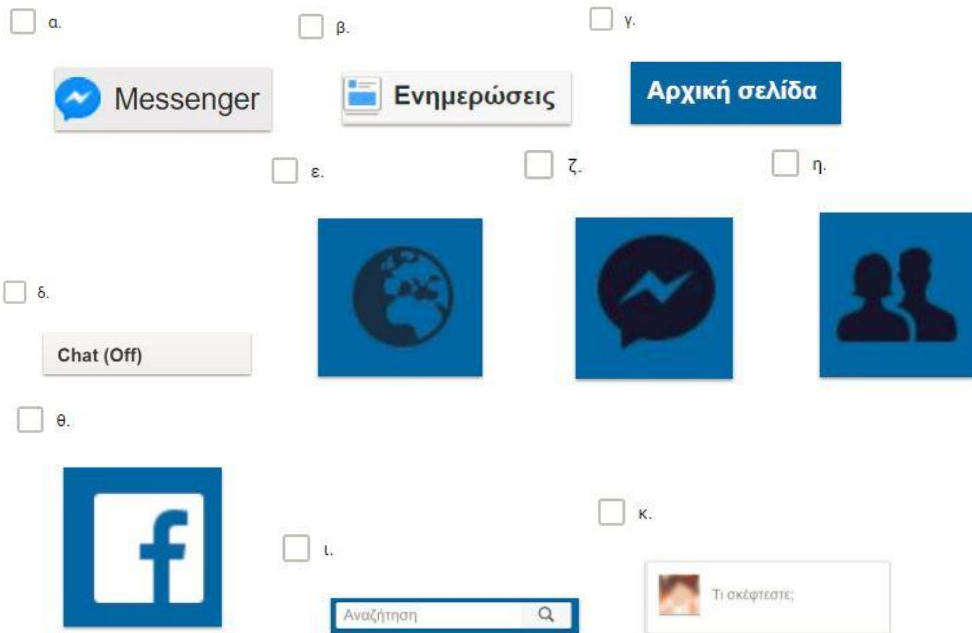 α.
β.
γ.
Messenger
Ενημερώσεις
Αρχική σελίδα
ε.
ζ.
η.
δ.
Chat (Off)
θ.
f
ι.
κ.
Αναζήτηση
Τι σκέφτεστε;